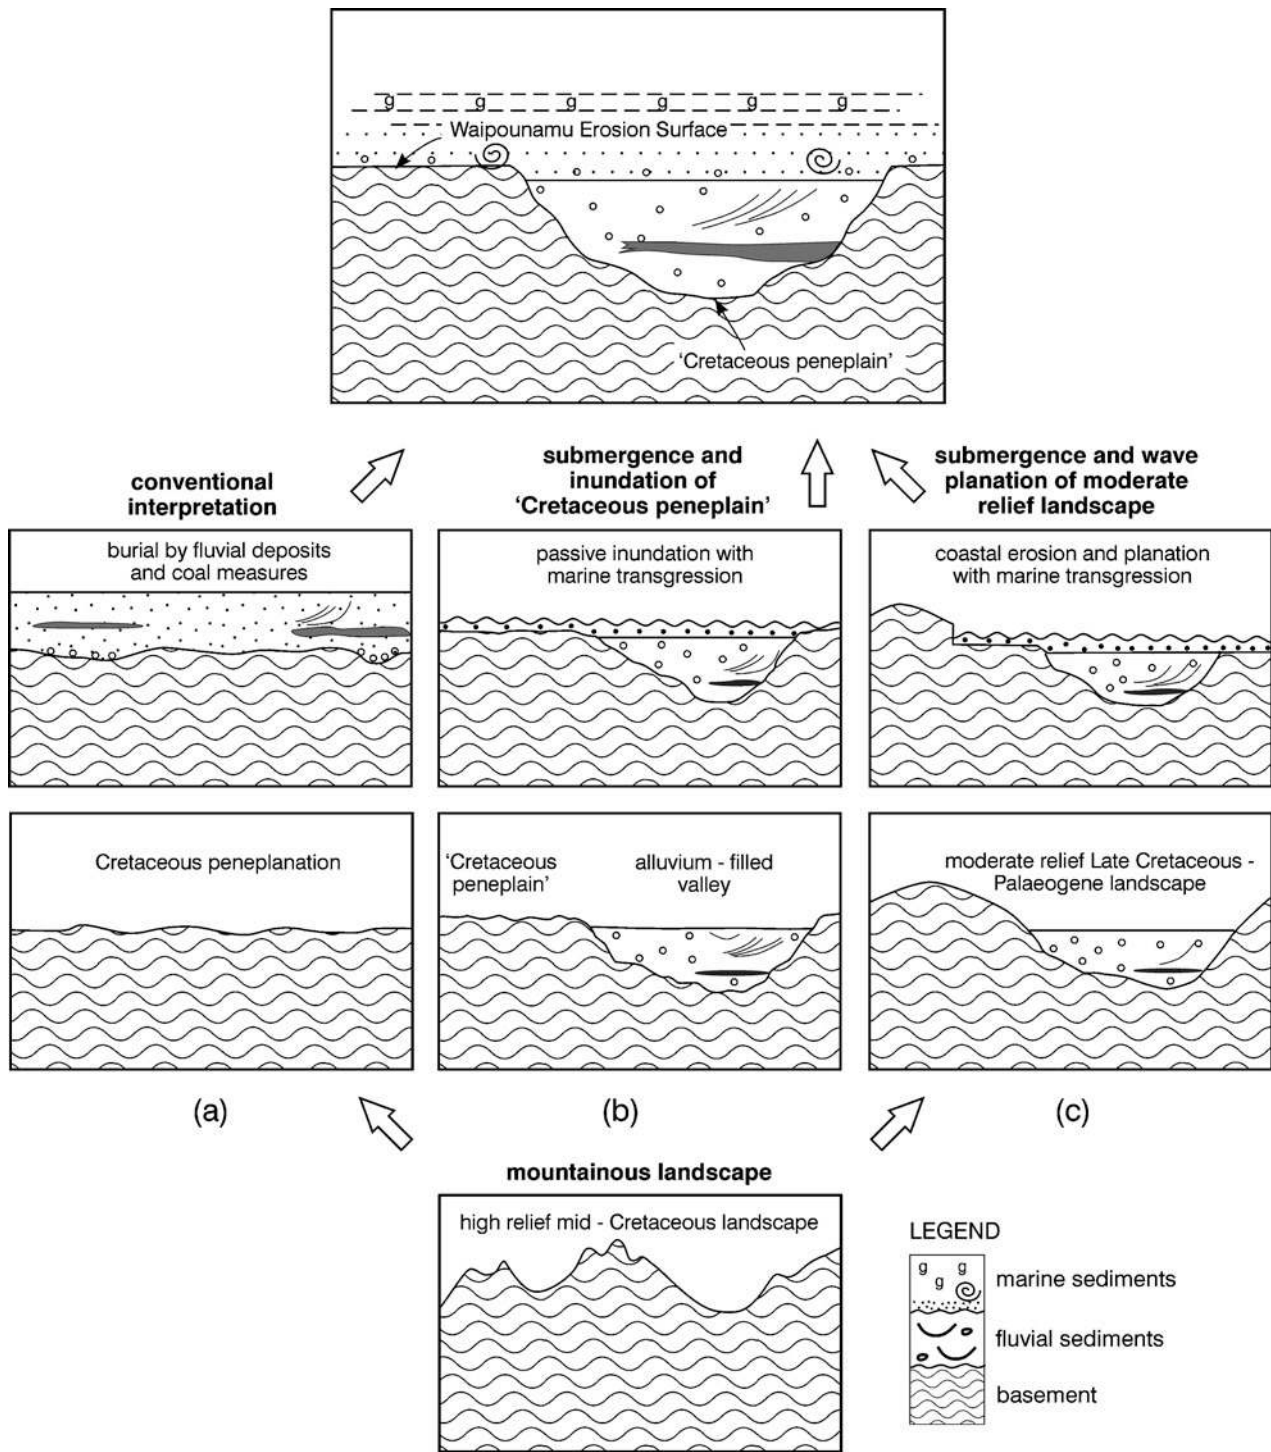 g g g g g g
Waipounamu Erosion Surface
'Cretaceous peneplain'
conventional
interpretation
submergence and
inundation of
'Cretaceous peneplain'
submergence and wave
planation of moderate
relief landscape
burial by fluvial deposits
and coal measures
passive inundation with
marine transgression
coastal erosion and planation
with marine transgression
Cretaceous peneplanation
'Cretaceous
peneplain'
alluvium - filled
valley
moderate relief Late Cretaceous -
Palaeogene landscape
(a)
(b)
(c)
mountainous landscape
high relief mid - Cretaceous landscape
LEGEND
g g
g
marine sediments
fluvial sediments
basement